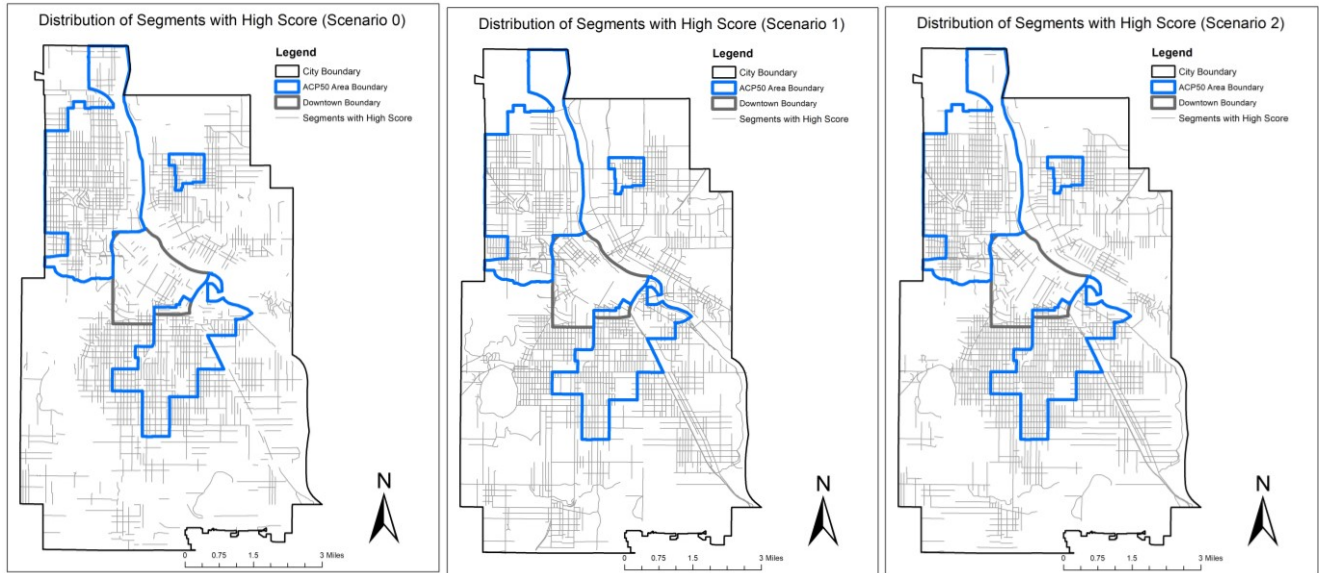 Distribution of Segments with High Score (Scenario 0)
Legend
City Boundary
ACP50 Area Boundary
Downtown Boundary
Segments with High Score
N
0 0.75 1.5 3 Miles
Distribution of Segments with High Score (Scenario 1)
Legend
City Boundary
ACP50 Area Boundary
Downtown Boundary
Segments with High Score
N
0 0.75 1.5 3 Miles
Distribution of Segments with High Score (Scenario 2)
Legend
City Boundary
ACP50 Area Boundary
Downtown Boundary
Segments with High Score
N
0 0.75 1.5 3 Miles